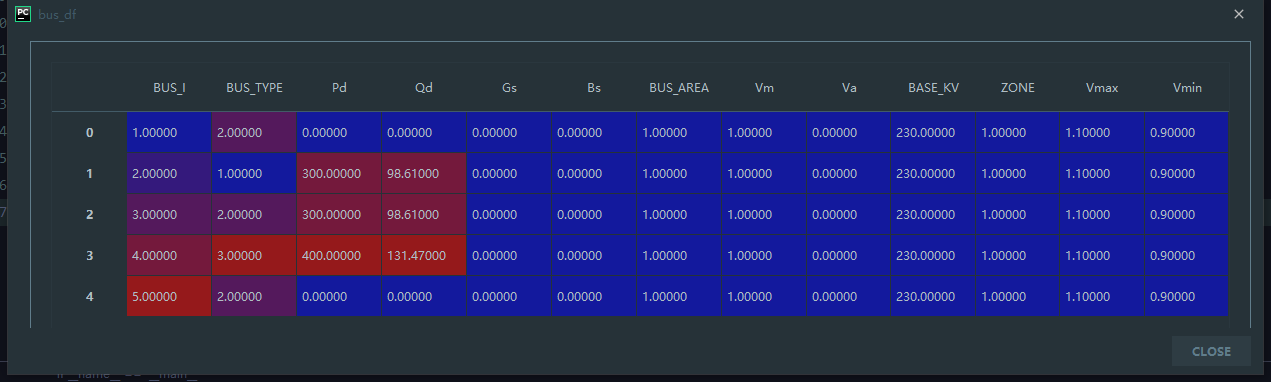 PC bus_df
BUS_I BUS_TYPE Pd Qd Gs Bs BUS_AREA Vm Va BASE_KV ZONE Vmax Vmin
0 1.00000 2.00000 0.00000 0.00000 0.00000 0.00000 1.00000 1.00000 0.00000 230.00000 1.00000 1.10000 0.90000
1 2.00000 1.00000 300.00000 98.61000 0.00000 0.00000 1.00000 1.00000 0.00000 230.00000 1.00000 1.10000 0.90000
2 3.00000 2.00000 300.00000 98.61000 0.00000 0.00000 1.00000 1.00000 0.00000 230.00000 1.00000 1.10000 0.90000
3 4.00000 3.00000 400.00000 131.47000 0.00000 0.00000 1.00000 1.00000 0.00000 230.00000 1.00000 1.10000 0.90000
4 5.00000 2.00000 0.00000 0.00000 0.00000 0.00000 1.00000 1.00000 0.00000 230.00000 1.00000 1.10000 0.90000
CLOSE